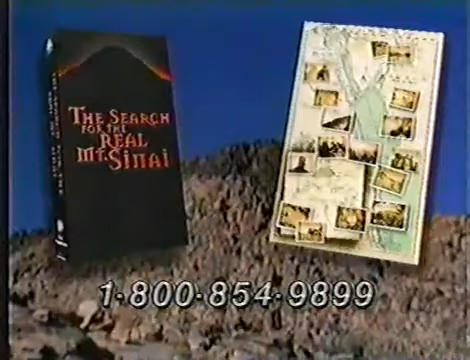 THE SEARCH
FOR THE
REAL
MT. SINAI
1-800-854-9899